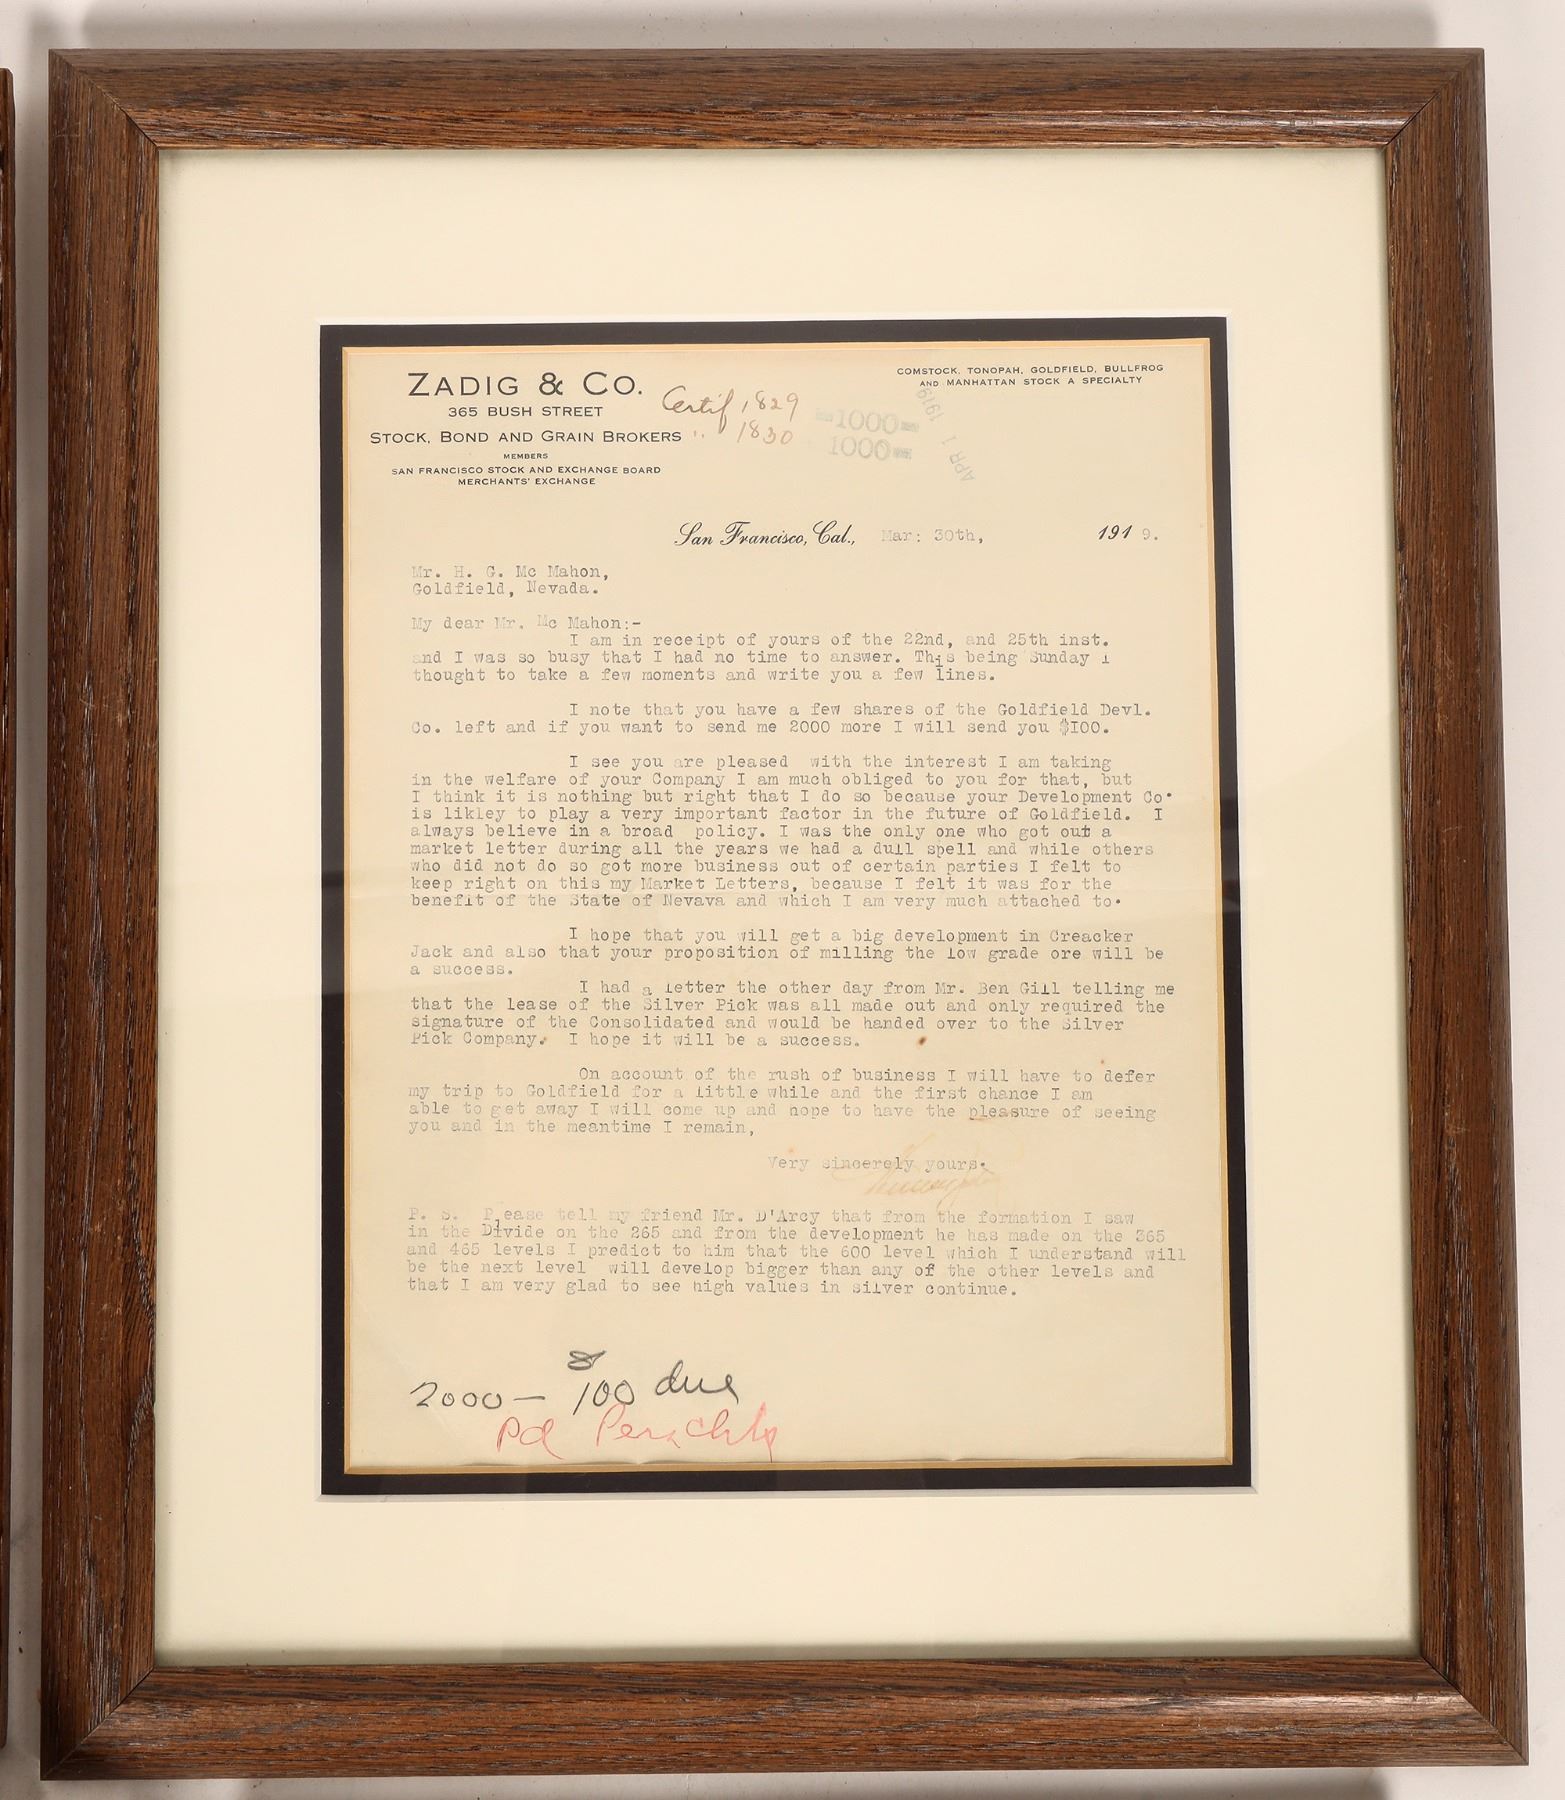 ZADIG & CO.
365 BUSH STREET
STOCK, BOND AND GRAIN BROKERS
MEMBERS
SAN FRANCISCO STOCK AND EXCHANGE BOARD
MERCHANTS' EXCHANGE
Certif 1829
" 1830
-1000-
1000-
APR 1 1919
COMSTOCK, TONOPAH, GOLDFIELD, BULLFROG
AND MANHATTAN STOCK A SPECIALTY
San Francisco, Cal., Mar: 30th, 1919.
Mr. H. G. Mc Mahon,
Goldfield, Nevada.
My dear Mr. Mc Mahon:-
I am in receipt of yours of the 22nd, and 25th inst.
and I was so busy that I had no time to answer. This being Sunday I
thought to take a few moments and write you a few lines.
I note that you have a few shares of the Goldfield Devl.
Co. left and if you want to send me 2000 more I will send you $I00.
I see you are pleased with the interest I am taking
in the welfare of your Company I am much obliged to you for that, but
I think it is nothing but right that I do so because your Development Co.
is likley to play a very important factor in the future of Goldfield. I
always believe in a broad policy. I was the only one who got out a
market letter during all the years we had a dull spell and while others
who did not do so got more business out of certain parties I felt to
keep right on this my Market Letters, because I felt it was for the
benefit of the State of Nevava and which I am very much attached to.
I hope that you will get a big development in Creacker
Jack and also that your proposition of milling the low grade ore will be
a success.
I had a letter the other day from Mr. Ben Gill telling me
that the lease of the Silver Pick was all made out and only required the
signature of the Consolidated and would be handed over to the Silver
Pick Company. I hope it will be a success.
On account of the rush of business I will have to defer
my trip to Goldfield for a little while and the first chance I am
able to get away I will come up and hope to have the pleasure of seeing
you and in the meantime I remain,
Very sincerely yours.
P. S. Please tell my friend Mr. D'Arcy that from the formation I saw
in the Divide on the 265 and from the development he has made on the 365
and 465 levels I predict to him that the 600 level which I understand will
be the next level will develop bigger than any of the other levels and
that I am very glad to see high values in silver continue.
2000 - $100 due
Pd